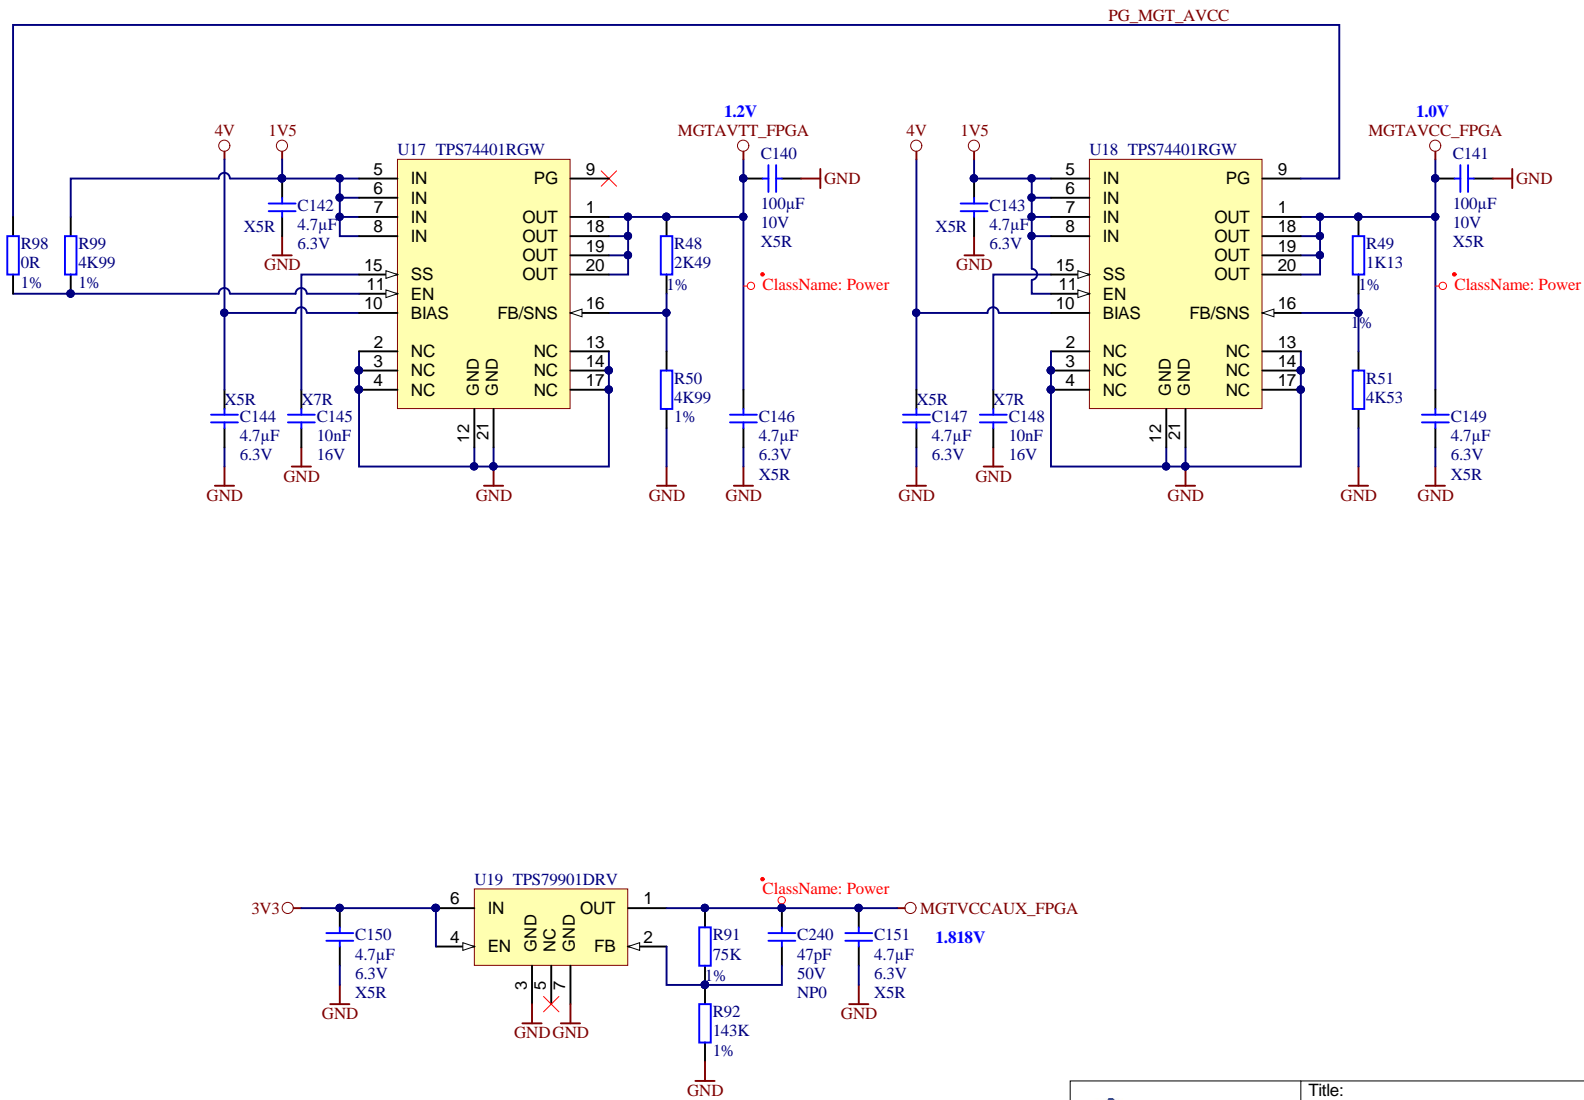 PG_MGT_AVCC
1.2V
MGTAVTT_FPGA
4V
1V5
U17 TPS74401RGW
5 IN
6 IN
7 IN
8 IN
15 SS
11 EN
10 BIAS
2 NC
3 NC
4 NC
PG 9
OUT 1
OUT 18
OUT 19
OUT 20
FB/SNS 16
NC 13
NC 14
NC 17
GND 12
GND 21
C140
100µF
10V
X5R
GND
C142
4.7µF
6.3V
X5R
GND
R98
0R
1%
R99
4K99
1%
R48
2K49
1%
ClassName: Power
R50
4K99
1%
X5R
C144
4.7µF
6.3V
GND
X7R
C145
10nF
16V
GND
GND
GND
C146
4.7µF
6.3V
X5R
GND
1.0V
MGTAVCC_FPGA
4V
1V5
U18 TPS74401RGW
5 IN
6 IN
7 IN
8 IN
15 SS
11 EN
10 BIAS
2 NC
3 NC
4 NC
PG 9
OUT 1
OUT 18
OUT 19
OUT 20
FB/SNS 16
NC 13
NC 14
NC 17
GND 12
GND 21
C141
100µF
10V
X5R
GND
C143
4.7µF
6.3V
X5R
GND
R49
1K13
1%
ClassName: Power
1%
R51
4K53
X5R
C147
4.7µF
6.3V
GND
X7R
C148
10nF
16V
GND
GND
GND
C149
4.7µF
6.3V
X5R
GND
U19 TPS79901DRV
3V3
6 IN
4 EN
OUT 1
FB 2
GND 3
NC 5
GND 7
GND
GND
C150
4.7µF
6.3V
X5R
GND
ClassName: Power
MGTVCCAUX_FPGA
1.818V
R91
75K
1%
C240
47pF
50V
NP0
C151
4.7µF
6.3V
X5R
GND
R92
143K
1%
GND
Title: